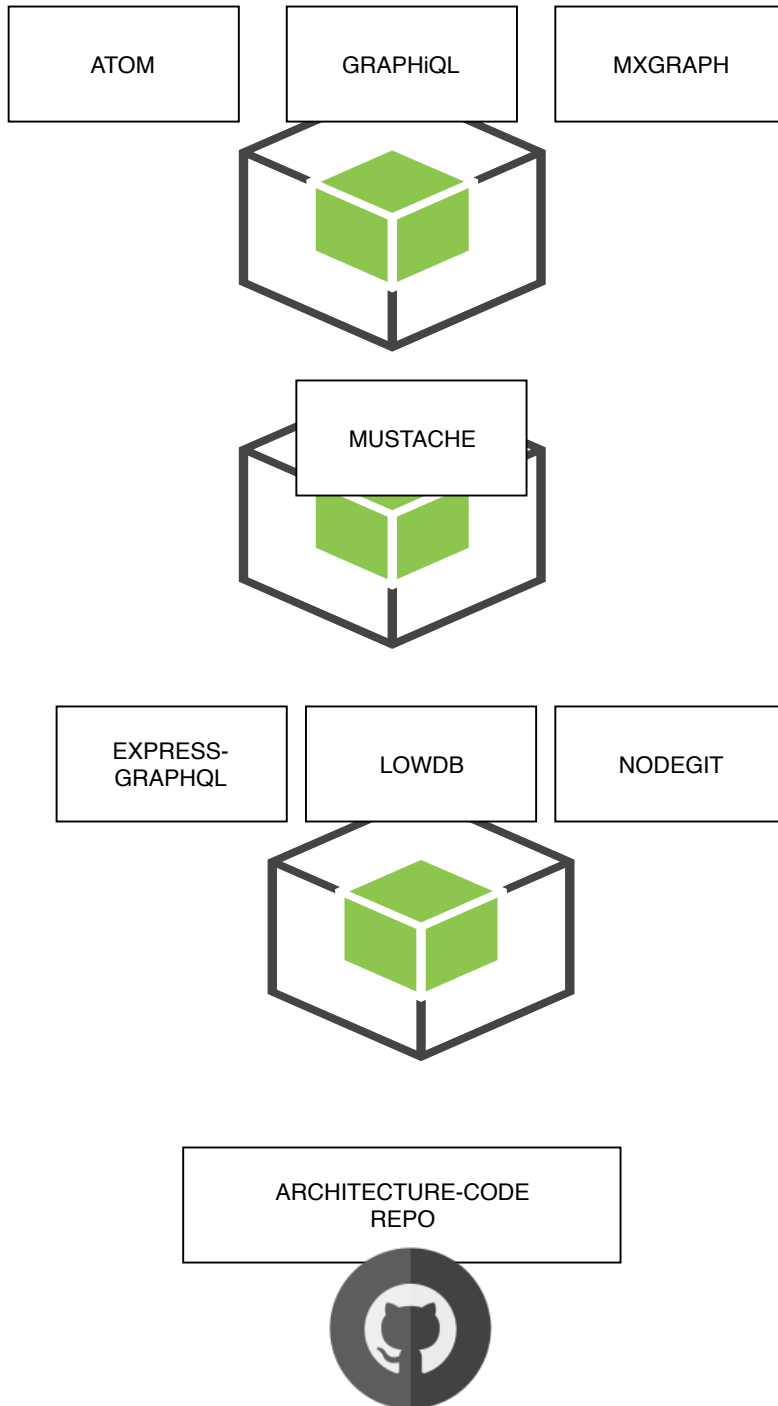 ATOM
GRAPHiQL
MXGRAPH
MUSTACHE
EXPRESS-
GRAPHQL
LOWDB
NODEGIT
ARCHITECTURE-CODE
REPO